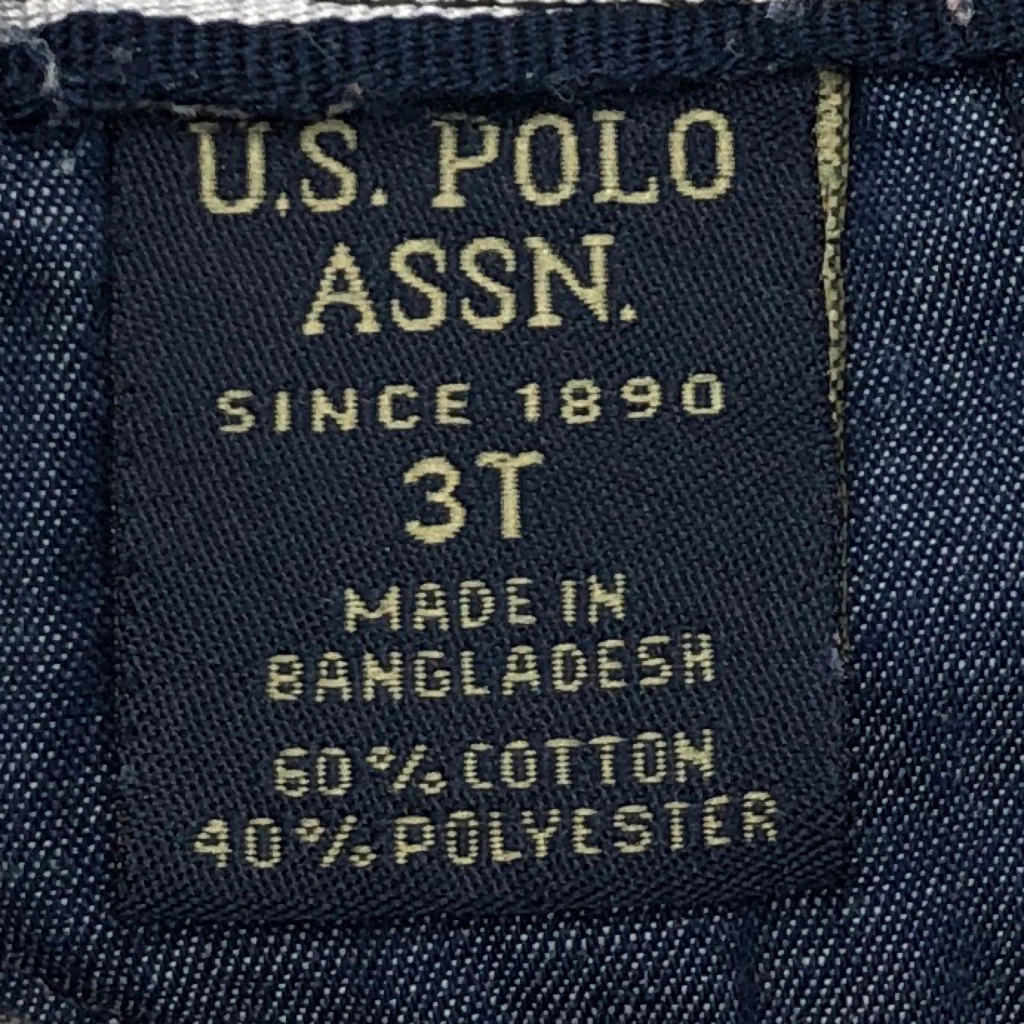 U.S. POLO
ASSN.
SINCE 1890
3T
MADE IN
BANGLADESH
60% COTTON
40% POLYESTER